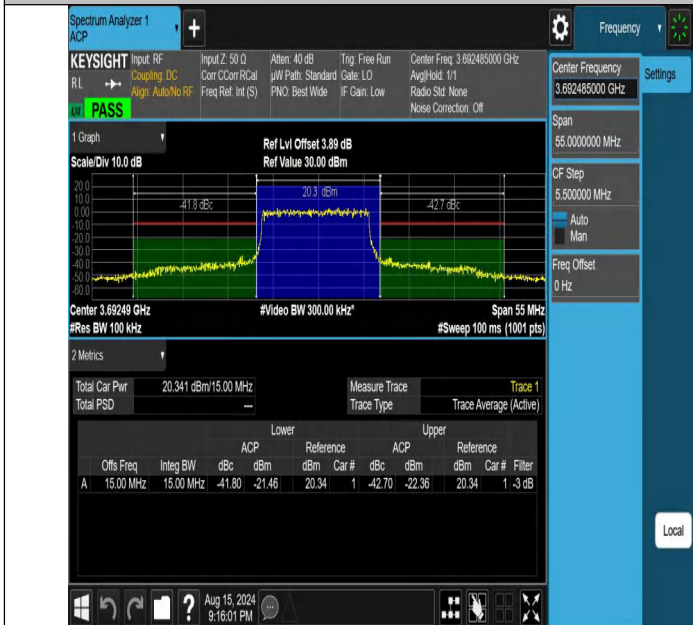 Spectrum Analyzer 1
ACP
Frequency
KEYSIGHT Input: RF Input Z: 50 Ω Atten: 40 dB Trig: Free Run Center Freq: 3.692485000 GHz
RL Coupling: DC Corr CCorr RCal µW Path: Standard Gate: LO Avg|Hold: 1/1
Align: Auto/No RF Freq Ref: Int (S) PNO: Best Wide IF Gain: Low Radio Std: None
Noise Correction: Off
PASS
Center Frequency
3.692485000 GHz
Settings
Span
55.0000000 MHz
CF Step
5.500000 MHz
Auto
Man
Freq Offset
0 Hz
1 Graph
Ref Lvl Offset 3.89 dB
Scale/Div 10.0 dB Ref Value 30.00 dBm
20.0
10.0
0.00
-10.0
-20.0
-30.0
-40.0
-50.0
-60.0
-41.8 dBc 20.3 dBm -42.7 dBc
Center 3.69249 GHz #Video BW 300.00 kHz* Span 55 MHz
#Res BW 100 kHz #Sweep 100 ms (1001 pts)
2 Metrics
Total Car Pwr 20.341 dBm/15.00 MHz Measure Trace Trace 1
Total PSD --- Trace Type Trace Average (Active)
Lower Upper
ACP Reference ACP Reference
Offs Freq Integ BW dBc dBm dBm Car # dBc dBm dBm Car # Filter
A 15.00 MHz 15.00 MHz -41.80 -21.46 20.34 1 -42.70 -22.36 20.34 1 -3 dB
Local
?
Aug 15, 2024
9:16:01 PM